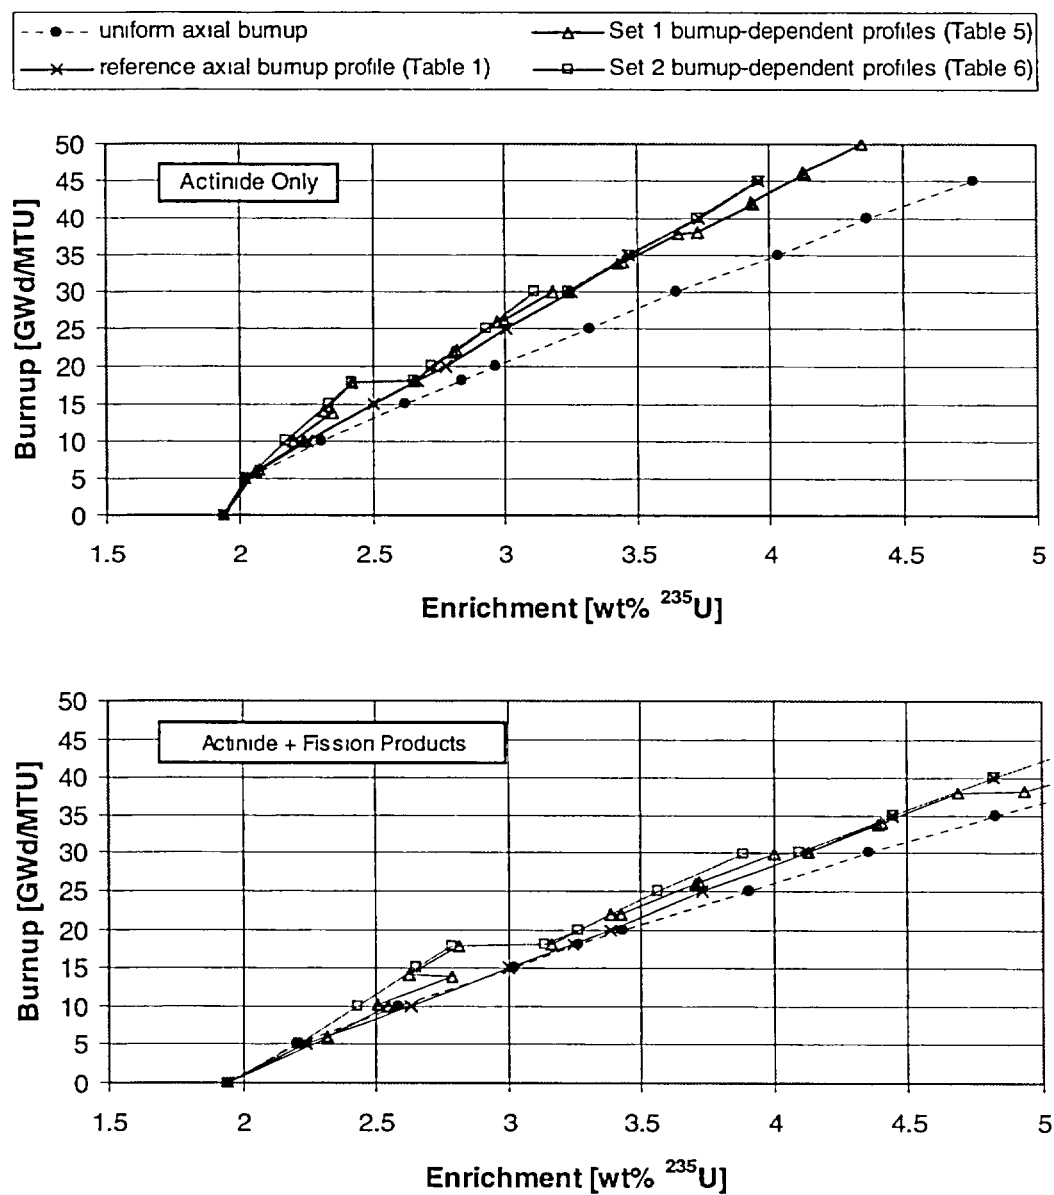 uniform axial burnup
Set 1 burnup-dependent profiles (Table 5)
reference axial burnup profile (Table 1)
Set 2 burnup-dependent profiles (Table 6)
50
45
40
35
30
25
20
15
10
5
0
Burnup [GWd/MTU]
Actinide Only
1.5 2 2.5 3 3.5 4 4.5 5
Enrichment [wt% ²³⁵U]
50
45
40
35
30
25
20
15
10
5
0
Burnup [GWd/MTU]
Actinide + Fission Products
1.5 2 2.5 3 3.5 4 4.5 5
Enrichment [wt% ²³⁵U]